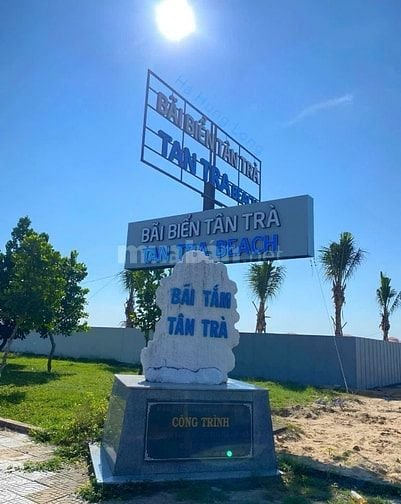 BÃI BIỂN TÂN TRÀ
TAN TRA BEACH
BÃI BIỂN TÂN TRÀ
TAN TRA BEACH
BÃI TẮM
TÂN TRÀ
CÔNG TRÌNH